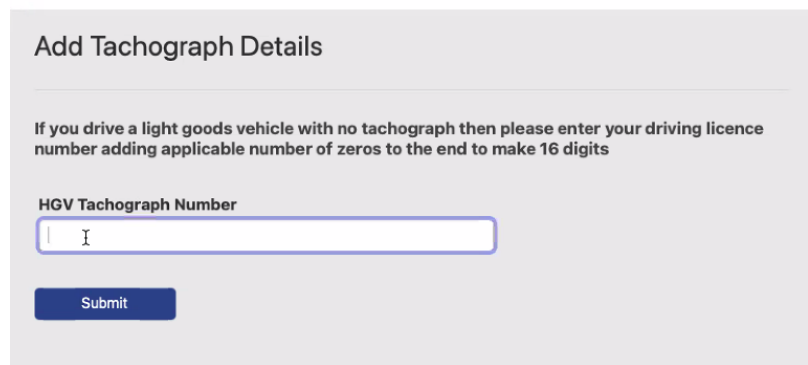 Add Tachograph Details
If you drive a light goods vehicle with no tachograph then please enter your driving licence
number adding applicable number of zeros to the end to make 16 digits
HGV Tachograph Number
Submit